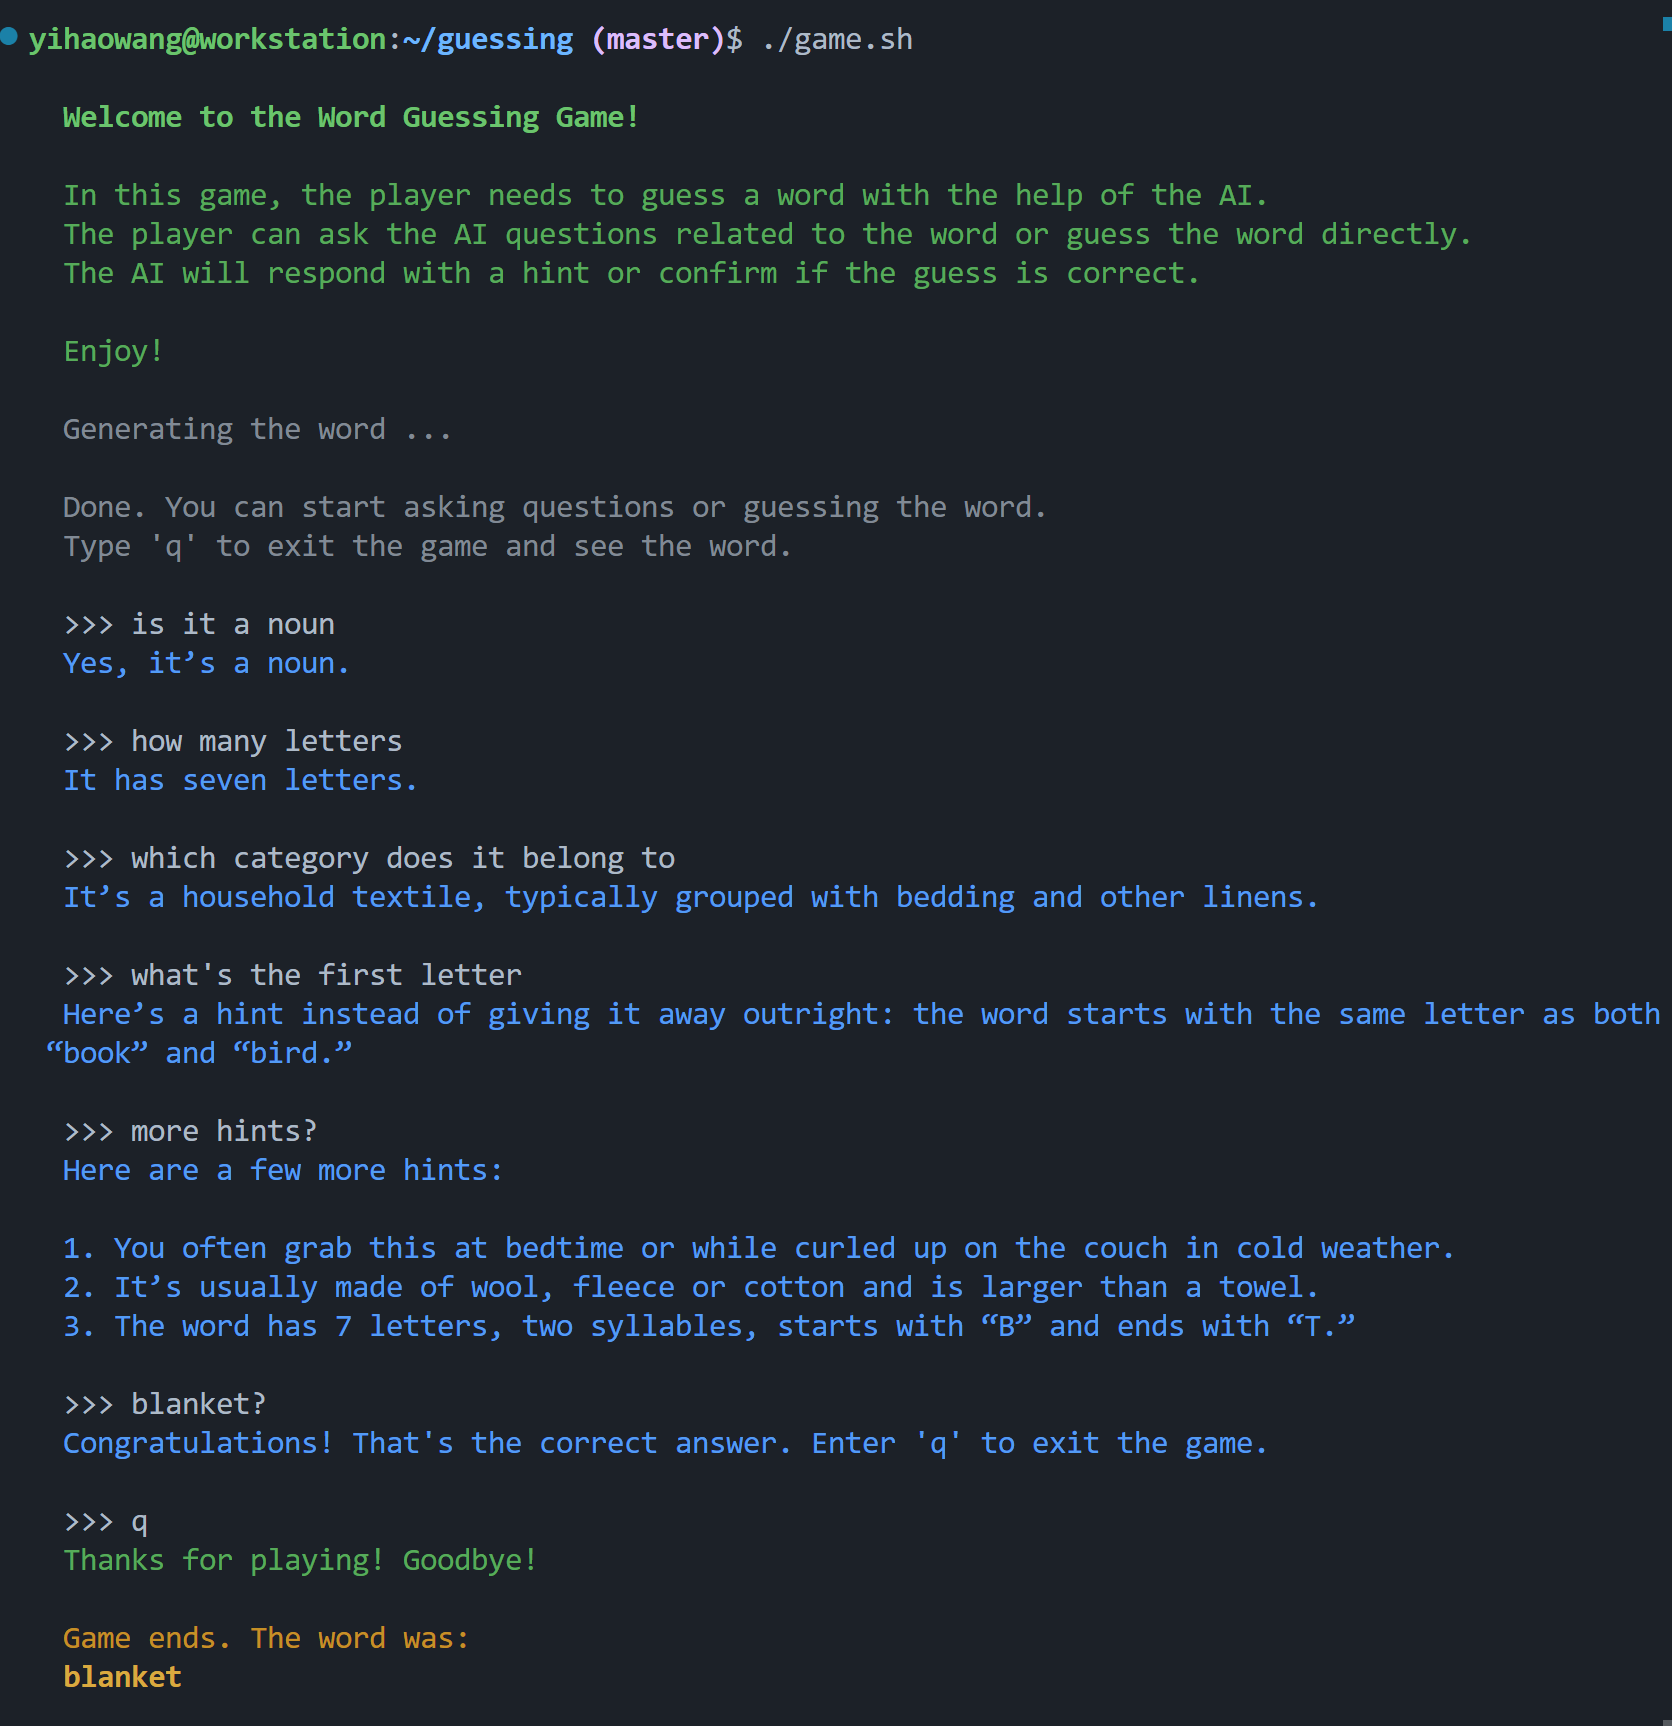 yihaowang@workstation:~/guessing (master)$ ./game.sh
Welcome to the Word Guessing Game!
In this game, the player needs to guess a word with the help of the AI.
The player can ask the AI questions related to the word or guess the word directly.
The AI will respond with a hint or confirm if the guess is correct.
Enjoy!
Generating the word ...
Done. You can start asking questions or guessing the word.
Type 'q' to exit the game and see the word.
>>> is it a noun
Yes, it’s a noun.
>>> how many letters
It has seven letters.
>>> which category does it belong to
It’s a household textile, typically grouped with bedding and other linens.
>>> what's the first letter
Here’s a hint instead of giving it away outright: the word starts with the same letter as both
“book” and “bird.”
>>> more hints?
Here are a few more hints:
1. You often grab this at bedtime or while curled up on the couch in cold weather.
2. It’s usually made of wool, fleece or cotton and is larger than a towel.
3. The word has 7 letters, two syllables, starts with “B” and ends with “T.”
>>> blanket?
Congratulations! That's the correct answer. Enter 'q' to exit the game.
>>> q
Thanks for playing! Goodbye!
Game ends. The word was:
blanket